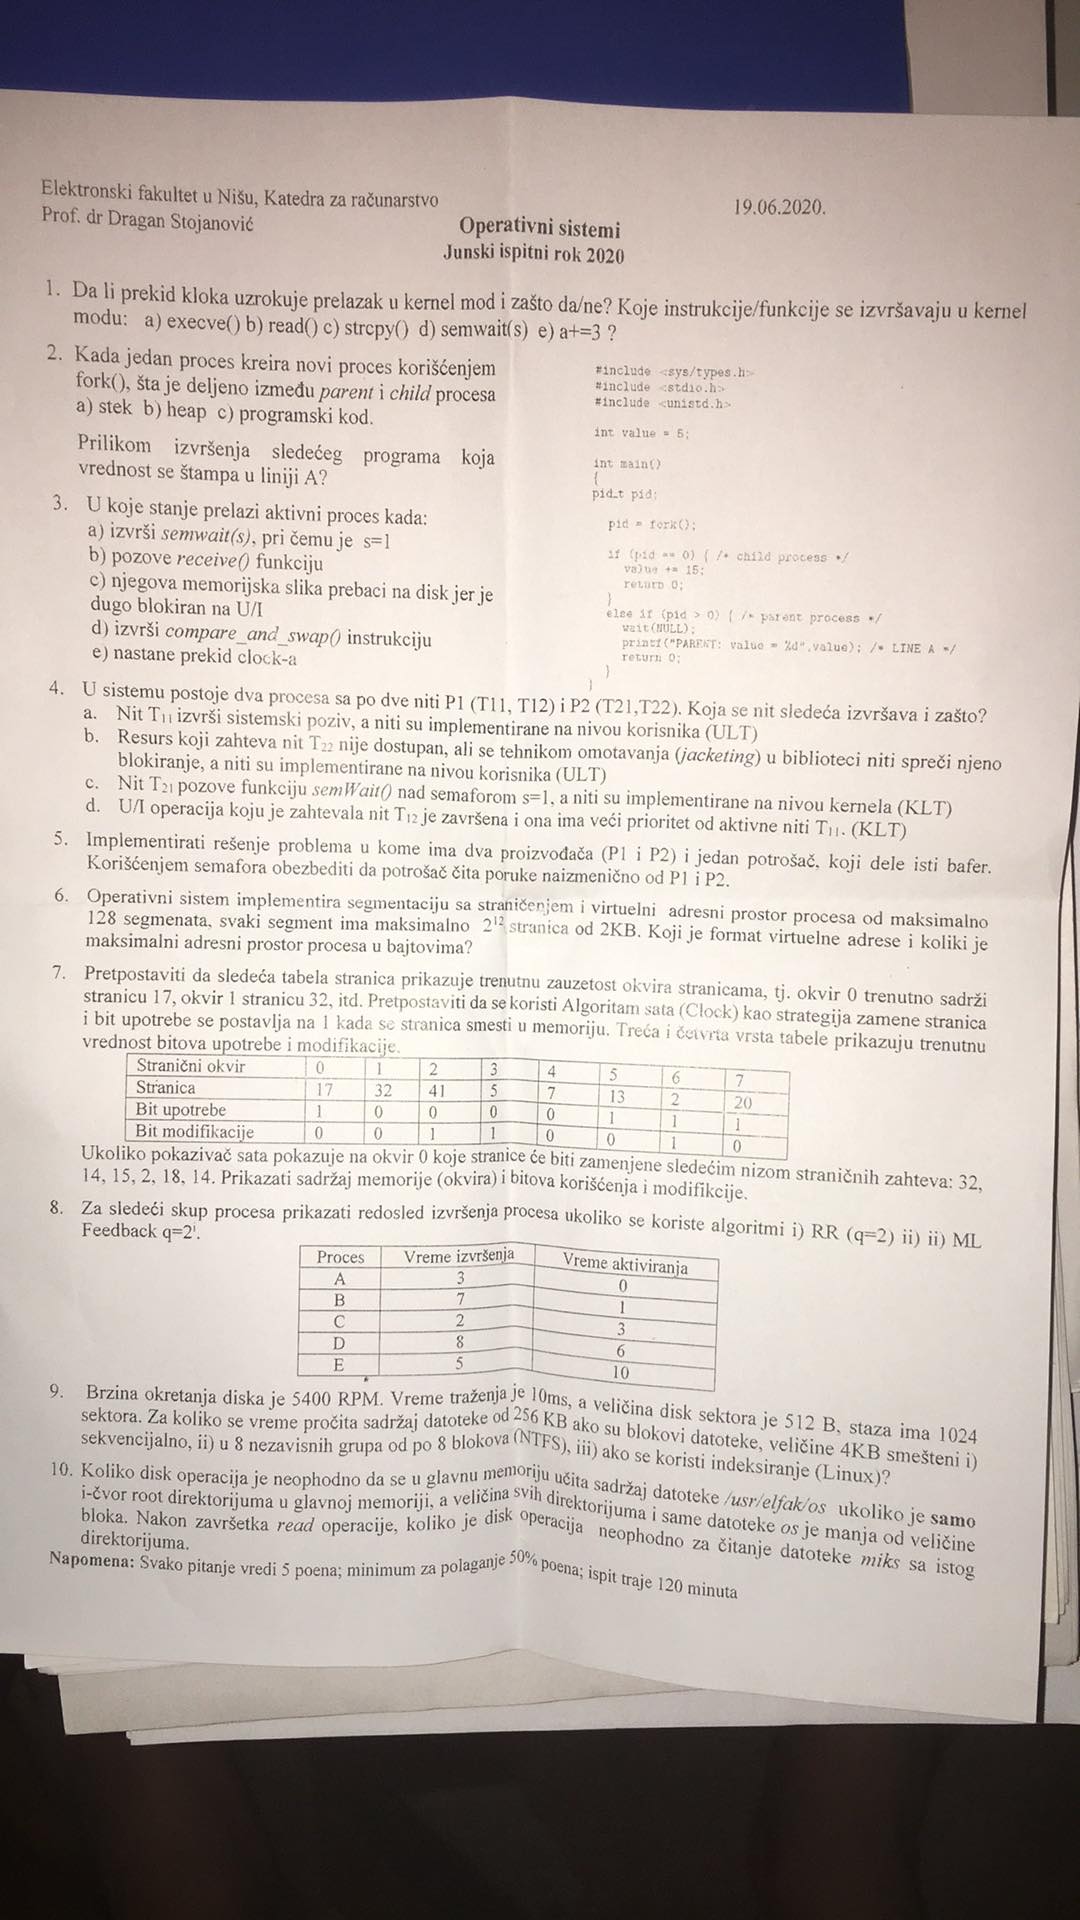 Elektronski fakultet u Nišu, Katedra za računarstvo
19.06.2020.
Prof. dr Dragan Stojanović
Operativni sistemi
Junski ispitni rok 2020
1. Da li prekid kloka uzrokuje prelazak u kernel mod i zašto da/ne? Koje instrukcije/funkcije se izvršavaju u kernel
modu: a) execve() b) read() c) strcpy() d) semwait(s) e) a+=3 ?
2. Kada jedan proces kreira novi proces korišćenjem
fork(), šta je deljeno između parent i child procesa
a) stek b) heap c) programski kod.
Prilikom izvršenja sledećeg programa koja
vrednost se štampa u liniji A?
3. U koje stanje prelazi aktivni proces kada:
a) izvrši semwait(s), pri čemu je s=1
b) pozove receive() funkciju
c) njegova memorijska slika prebaci na disk jer je
dugo blokiran na U/I
d) izvrši compare_and_swap() instrukciju
e) nastane prekid clock-a
#include <sys/types.h>
#include <stdio.h>
#include <unistd.h>
int value = 5;
int main()
{
pid_t pid;
pid = fork();
if (pid == 0) { /* child process */
value += 15;
return 0;
}
else if (pid > 0) { /* parent process */
wait(NULL);
printf("PARENT: value = %d",value); /* LINE A */
return 0;
}
}
4. U sistemu postoje dva procesa sa po dve niti P1 (T11, T12) i P2 (T21,T22). Koja se nit sledeća izvršava i zašto?
a. Nit T11 izvrši sistemski poziv, a niti su implementirane na nivou korisnika (ULT)
b. Resurs koji zahteva nit T22 nije dostupan, ali se tehnikom omotavanja (jacketing) u biblioteci niti spreči njeno
blokiranje, a niti su implementirane na nivou korisnika (ULT)
c. Nit T21 pozove funkciju semWait() nad semaforom s=1, a niti su implementirane na nivou kernela (KLT)
d. U/I operacija koju je zahtevala nit T12 je završena i ona ima veći prioritet od aktivne niti T11. (KLT)
5. Implementirati rešenje problema u kome ima dva proizvođača (P1 i P2) i jedan potrošač, koji dele isti bafer.
Korišćenjem semafora obezbediti da potrošač čita poruke naizmenično od P1 i P2.
6. Operativni sistem implementira segmentaciju sa straničenjem i virtuelni adresni prostor procesa od maksimalno
128 segmenata, svaki segment ima maksimalno 2¹² stranica od 2KB. Koji je format virtuelne adrese i koliki je
maksimalni adresni prostor procesa u bajtovima?
7. Pretpostaviti da sledeća tabela stranica prikazuje trenutnu zauzetost okvira stranicama, tj. okvir 0 trenutno sadrži
stranicu 17, okvir 1 stranicu 32, itd. Pretpostaviti da se koristi Algoritam sata (Clock) kao strategija zamene stranica
i bit upotrebe se postavlja na 1 kada se stranica smesti u memoriju. Treća i četvrta vrsta tabele prikazuju trenutnu
vrednost bitova upotrebe i modifikacije.
Stranični okvir 0 1 2 3 4 5 6 7
Stranica 17 32 41 5 7 13 2 20
Bit upotrebe 1 0 0 0 0 1 1 1
Bit modifikacije 0 0 1 1 0 0 1 0
Ukoliko pokazivač sata pokazuje na okvir 0 koje stranice će biti zamenjene sledećim nizom straničnih zahteva: 32,
14, 15, 2, 18, 14. Prikazati sadržaj memorije (okvira) i bitova korišćenja i modifikcije.
8. Za sledeći skup procesa prikazati redosled izvršenja procesa ukoliko se koriste algoritmi i) RR (q=2) ii) ii) ML
Feedback q=2ⁱ.
Proces Vreme izvršenja Vreme aktiviranja
A 3 0
B 7 1
C 2 3
D 8 6
E 5 10
9. Brzina okretanja diska je 5400 RPM. Vreme traženja je 10ms, a veličina disk sektora je 512 B, staza ima 1024
sektora. Za koliko se vreme pročita sadržaj datoteke od 256 KB ako su blokovi datoteke, veličine 4KB smešteni i)
sekvencijalno, ii) u 8 nezavisnih grupa od po 8 blokova (NTFS), iii) ako se koristi indeksiranje (Linux)?
10. Koliko disk operacija je neophodno da se u glavnu memoriju učita sadržaj datoteke /usr/elfak/os ukoliko je samo
i-čvor root direktorijuma u glavnoj memoriji, a veličina svih direktorijuma i same datoteke os je manja od veličine
bloka. Nakon završetka read operacije, koliko je disk operacija neophodno za čitanje datoteke miks sa istog
direktorijuma.
Napomena: Svako pitanje vredi 5 poena; minimum za polaganje 50% poena; ispit traje 120 minuta